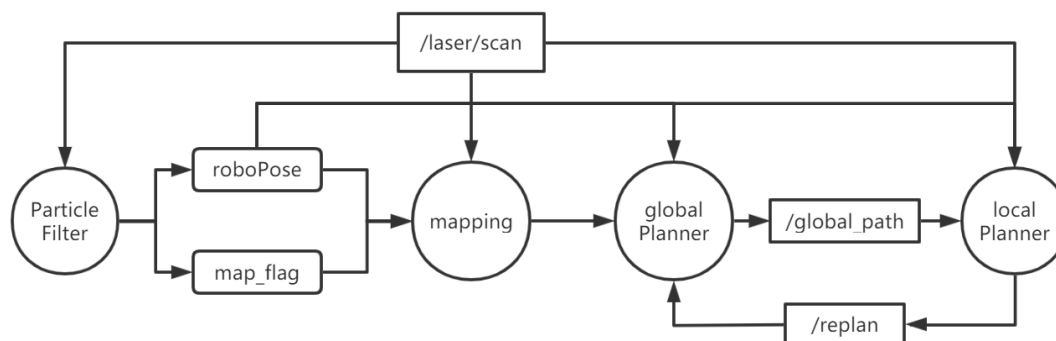 /laser/scan
roboPose
Particle
Filter
map_flag
mapping
global
Planner
/global_path
local
Planner
/replan